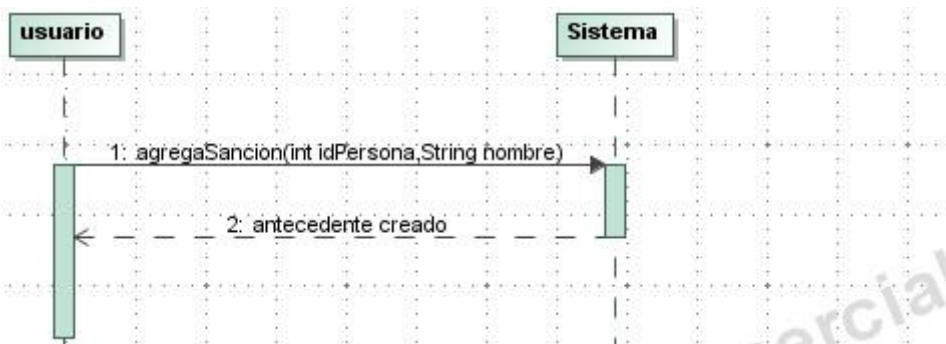 usuario
Sistema
1: agregaSancion(int idPersona,String nombre)
2: antecedente creado